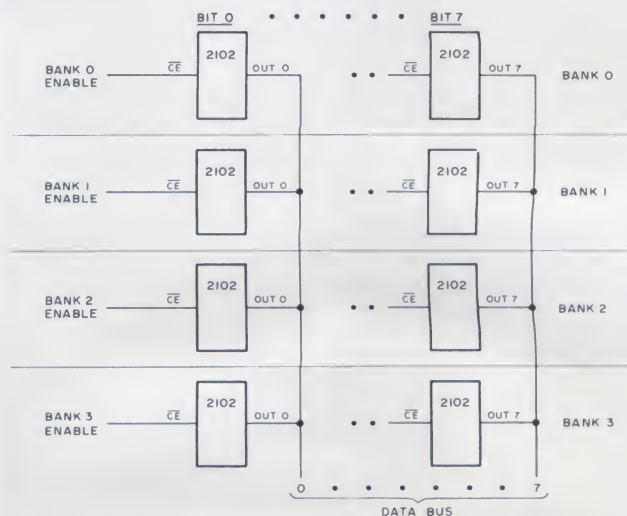 BIT 0 BIT 7
2102 2102
BANK 0 ENABLE CE OUT 0 CE OUT 7 BANK 0
2102 2102
BANK 1 ENABLE CE OUT 0 CE OUT 7 BANK 1
2102 2102
BANK 2 ENABLE CE OUT 0 CE OUT 7 BANK 2
2102 2102
BANK 3 ENABLE CE OUT 0 CE OUT 7 BANK 3
0 7
DATA BUS